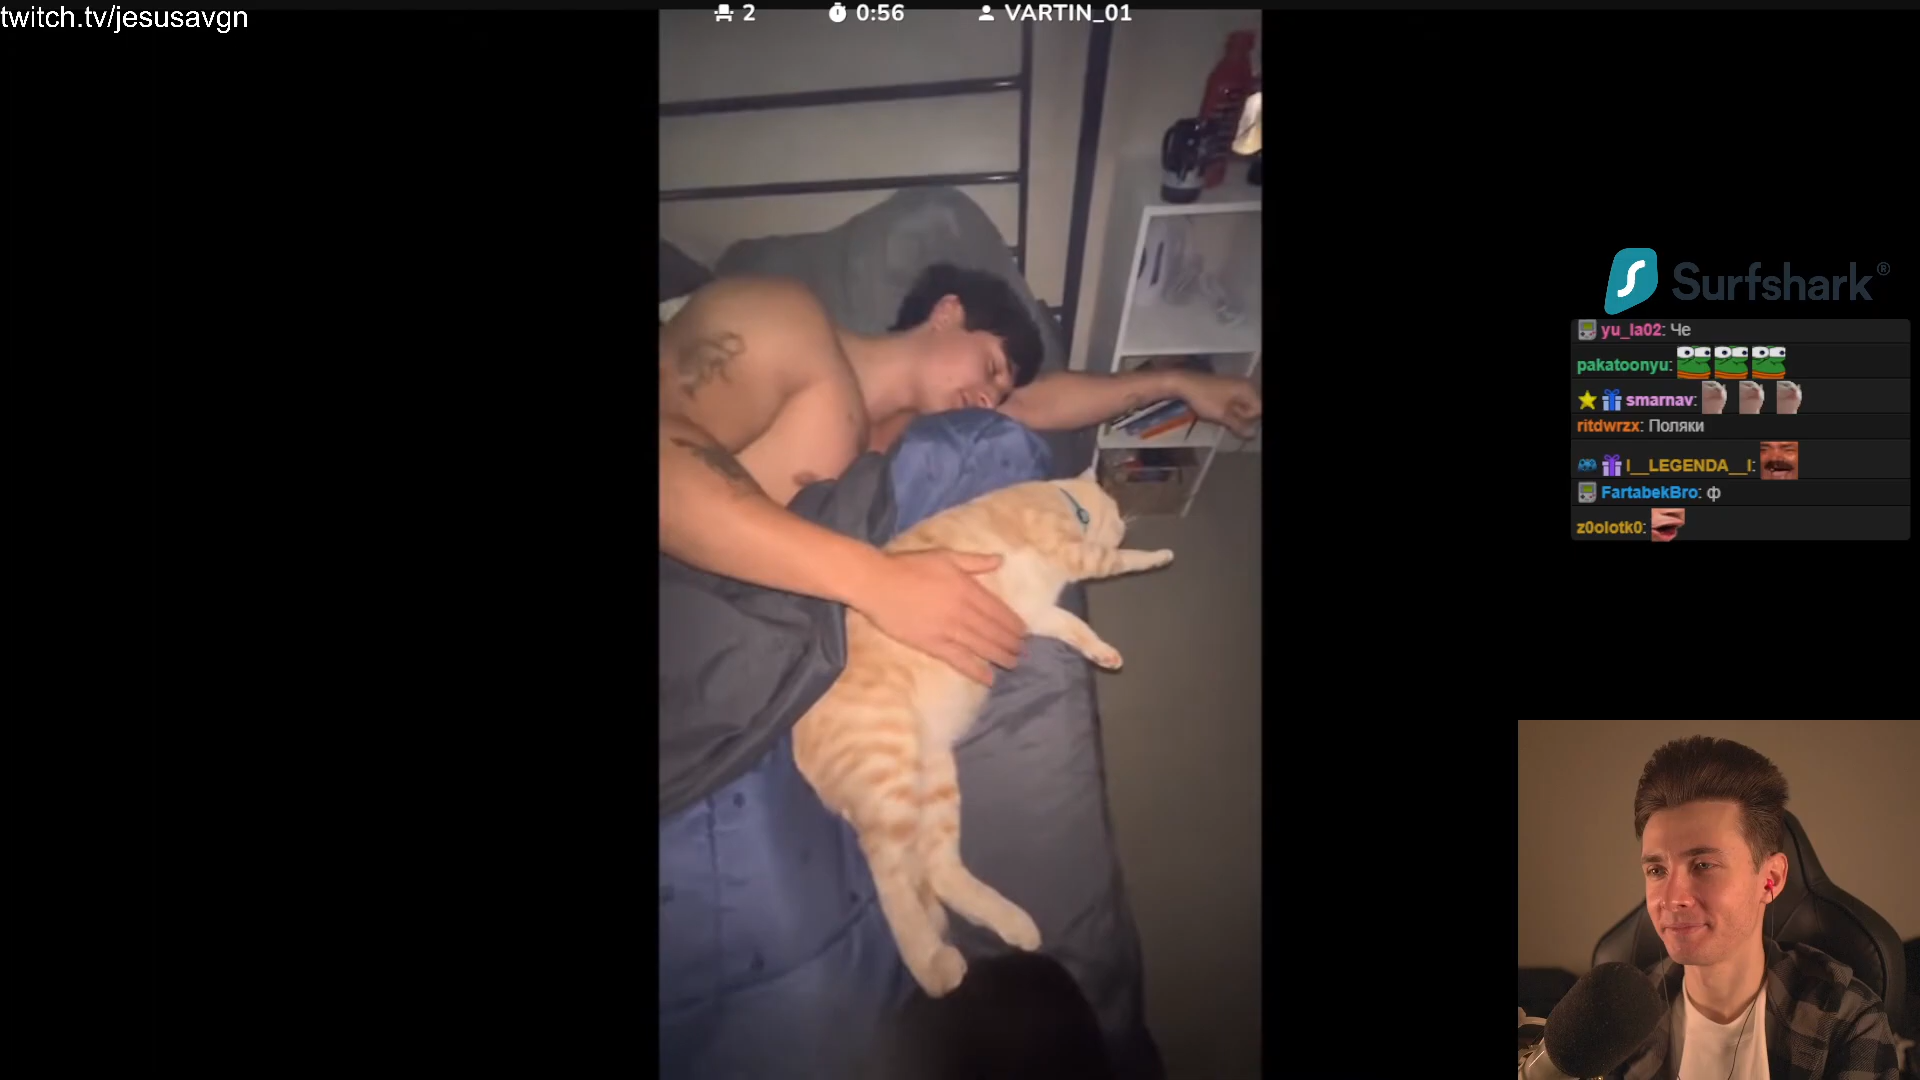 twitch.tv/jesusavgn
2 0:56 VARTIN_01
Surfshark®
yu_la02: Че
pakatoonyu:
smarnav:
ritdwrzx: Поляки
I__LEGENDA__I:
FartabekBro: ф
z0olotk0: